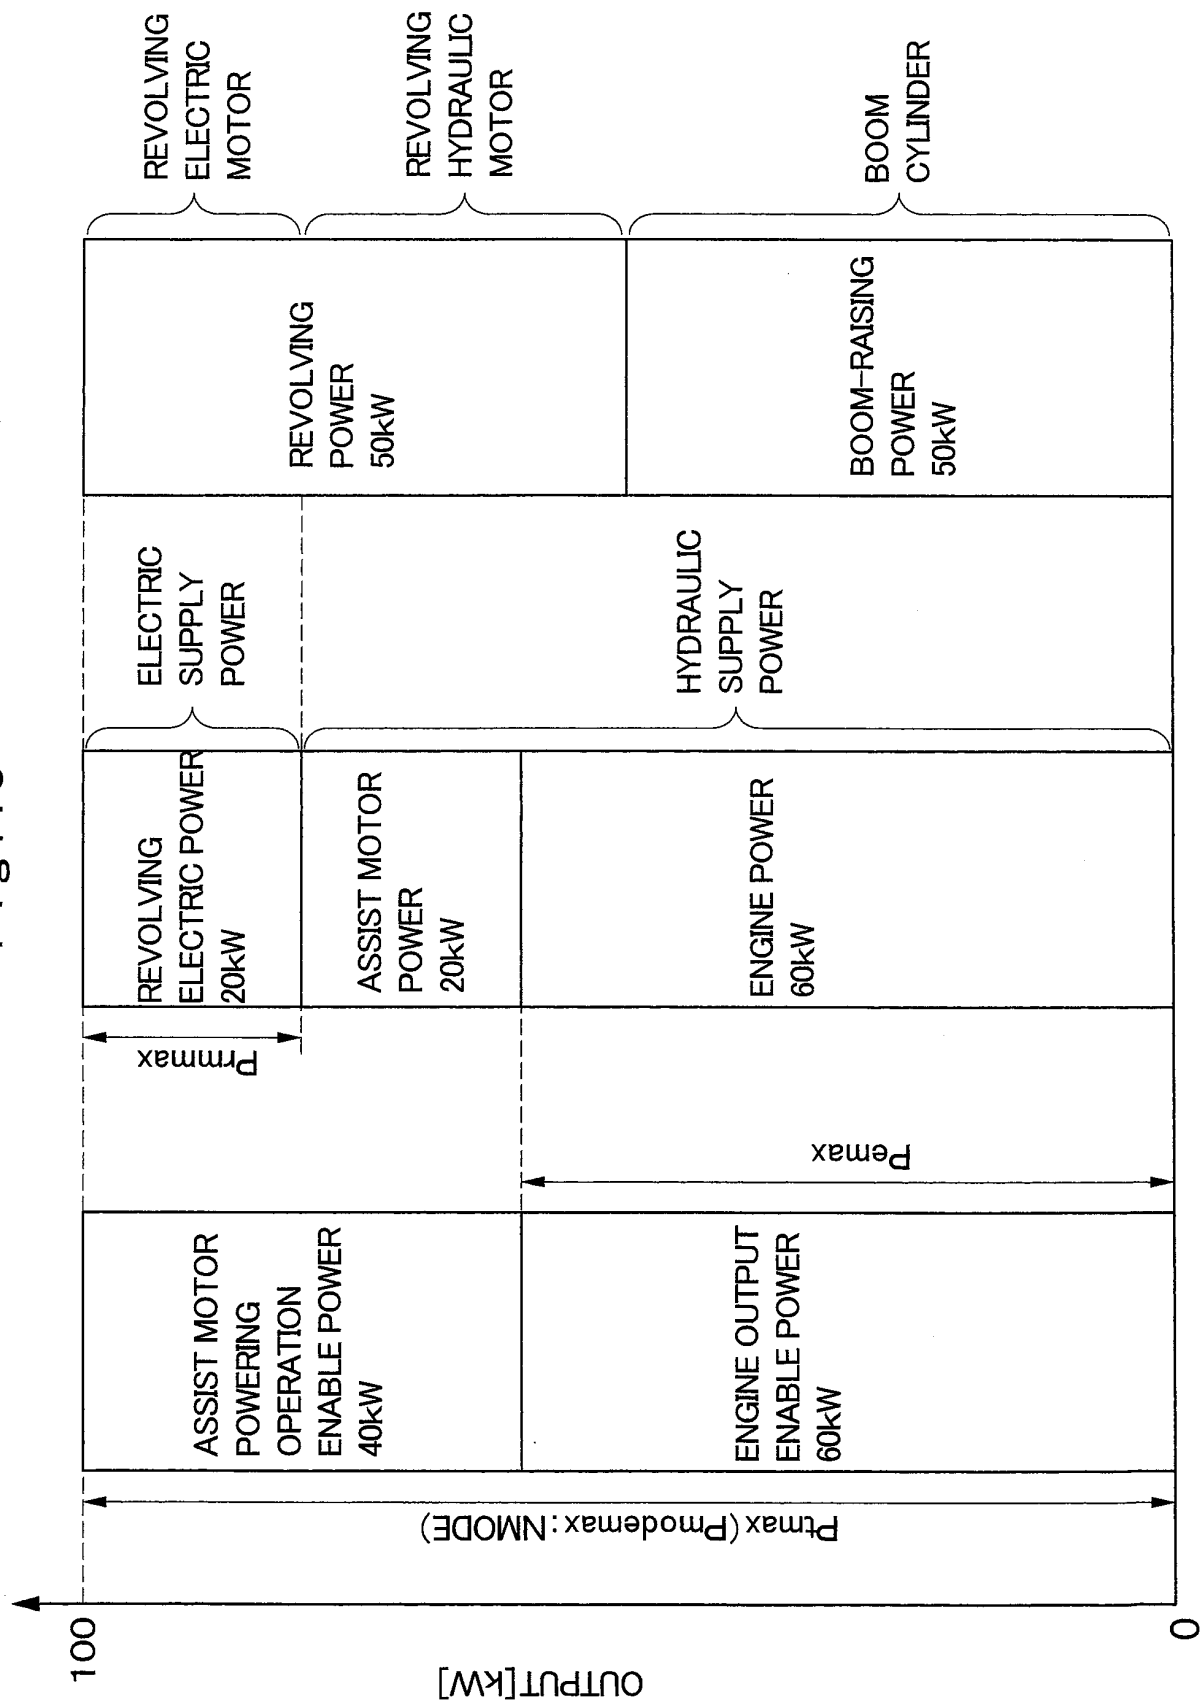 100
0
OUTPUT[kW]
Ptmax(Pmodemax:NMODE)
ASSIST MOTOR
POWERING
OPERATION
ENABLE POWER
40kW
ENGINE OUTPUT
ENABLE POWER
60kW
Pemax
Prmmax
REVOLVING
ELECTRIC POWER
20kW
ASSIST MOTOR
POWER
20kW
ENGINE POWER
60kW
ELECTRIC
SUPPLY
POWER
HYDRAULIC
SUPPLY
POWER
REVOLVING
POWER
50kW
BOOM-RAISING
POWER
50kW
REVOLVING
ELECTRIC
MOTOR
REVOLVING
HYDRAULIC
MOTOR
BOOM
CYLINDER